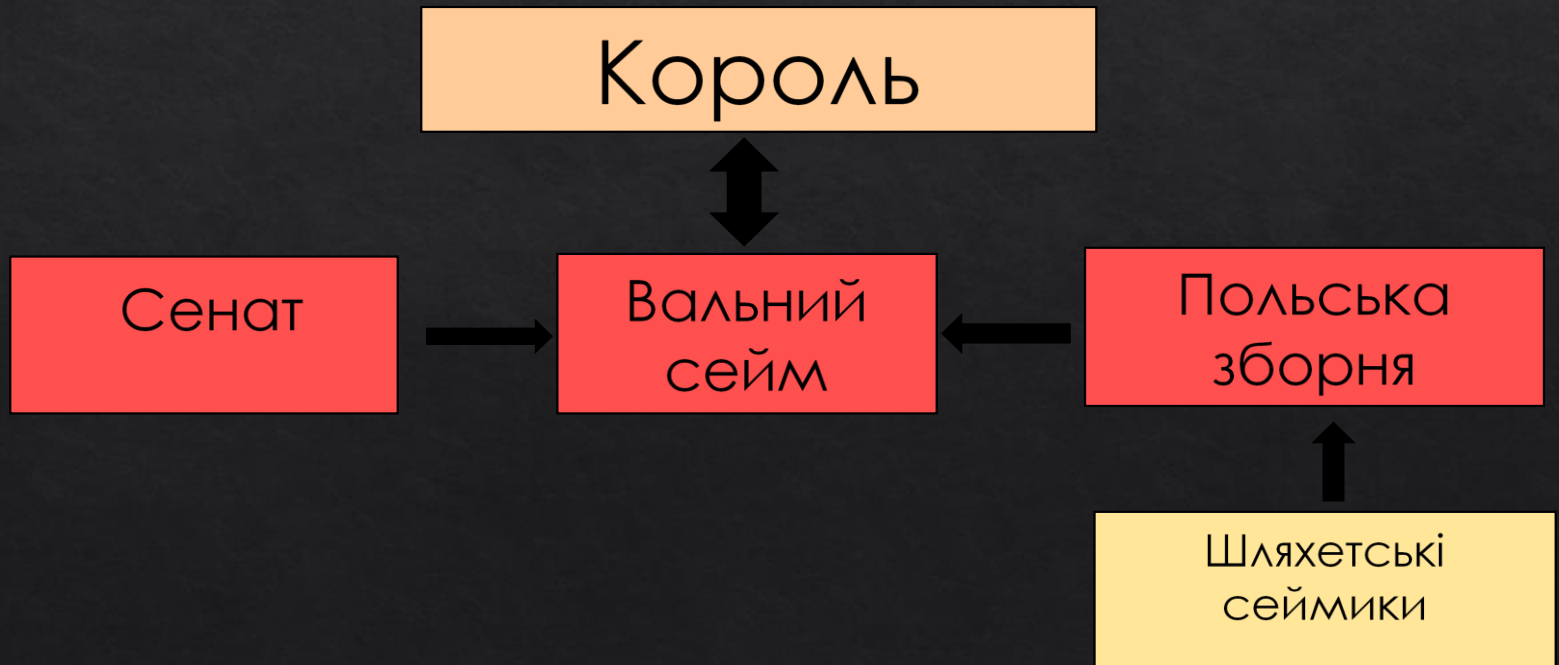 Король
Сенат
Вальний
сейм
Польська
зборня
Шляхетські
сеймики